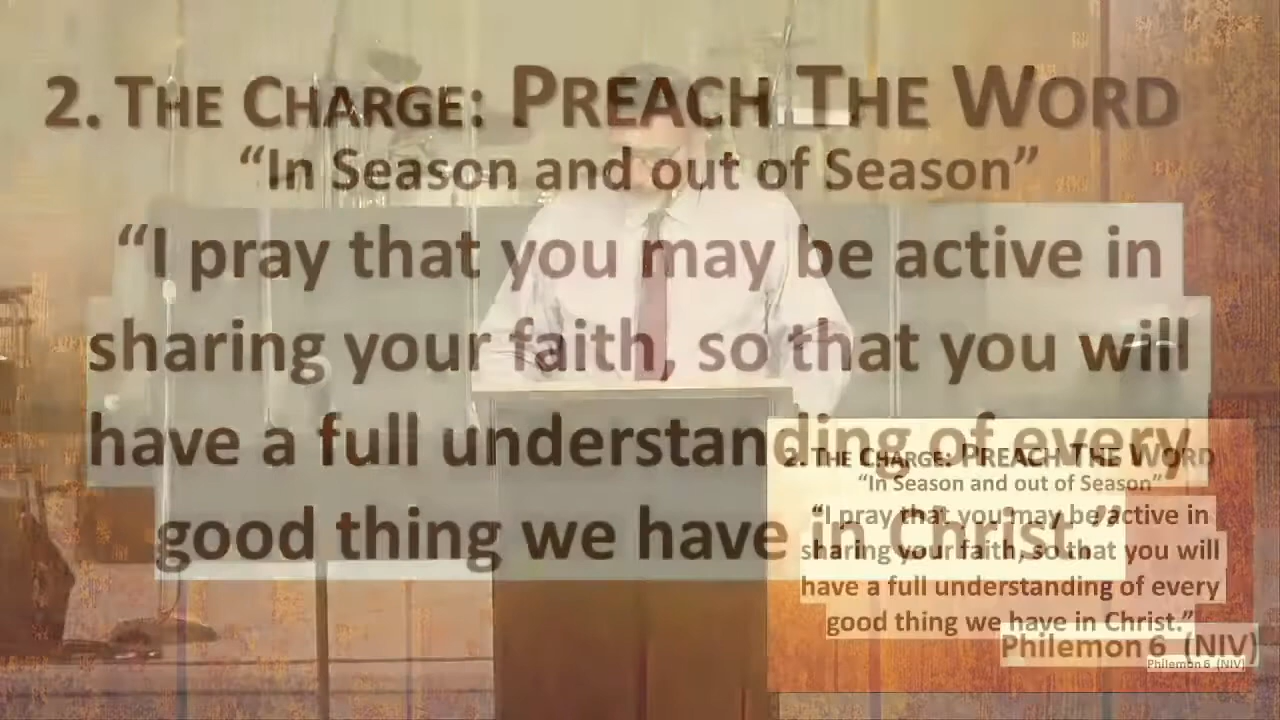 2. THE CHARGE: PREACH THE WORD
“In Season and out of Season”
“I pray that you may be active in
sharing your faith, so that you will
have a full understanding of every
good thing we have in Christ.”
Philemon 6 (NIV)
2. THE CHARGE: PREACH THE WORD
“In Season and out of Season”
“I pray that you may be active in
sharing your faith, so that you will
have a full understanding of every
good thing we have in Christ.”
Philemon 6 (NIV)